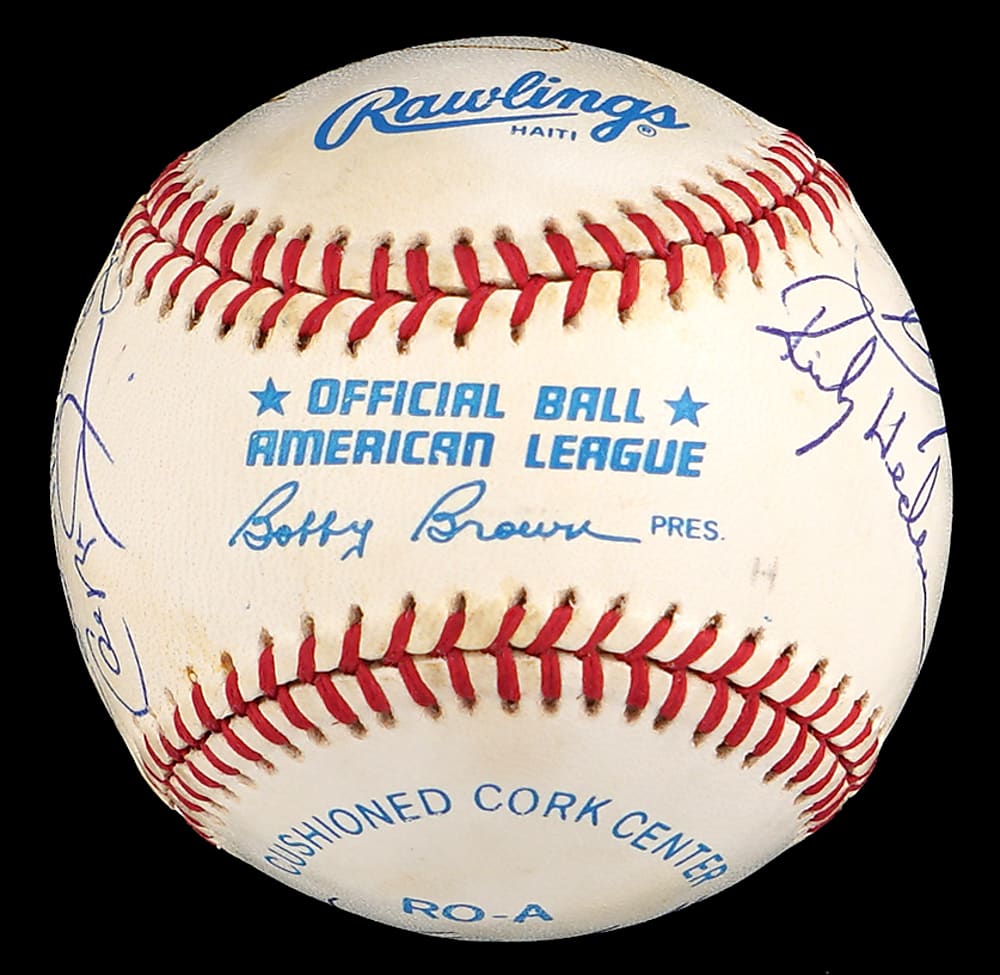 Rawlings®
HAITI
★ OFFICIAL BALL ★
AMERICAN LEAGUE
Bobby Brown PRES.
H
CUSHIONED CORK CENTER
RO-A